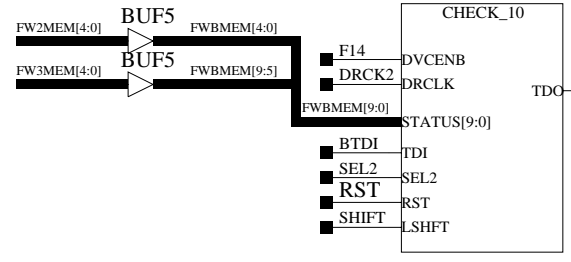 BUF5
CHECK_10
FW2MEM[4:0]
FWBMEM[4:0]
BUF5
FW3MEM[4:0]
FWBMEM[9:5]
F14
DVCENB
DRCK2
DRCLK
TDO
FWBMEM[9:0]
STATUS[9:0]
BTDI
TDI
SEL2
SEL2
RST
RST
SHIFT
LSHFT